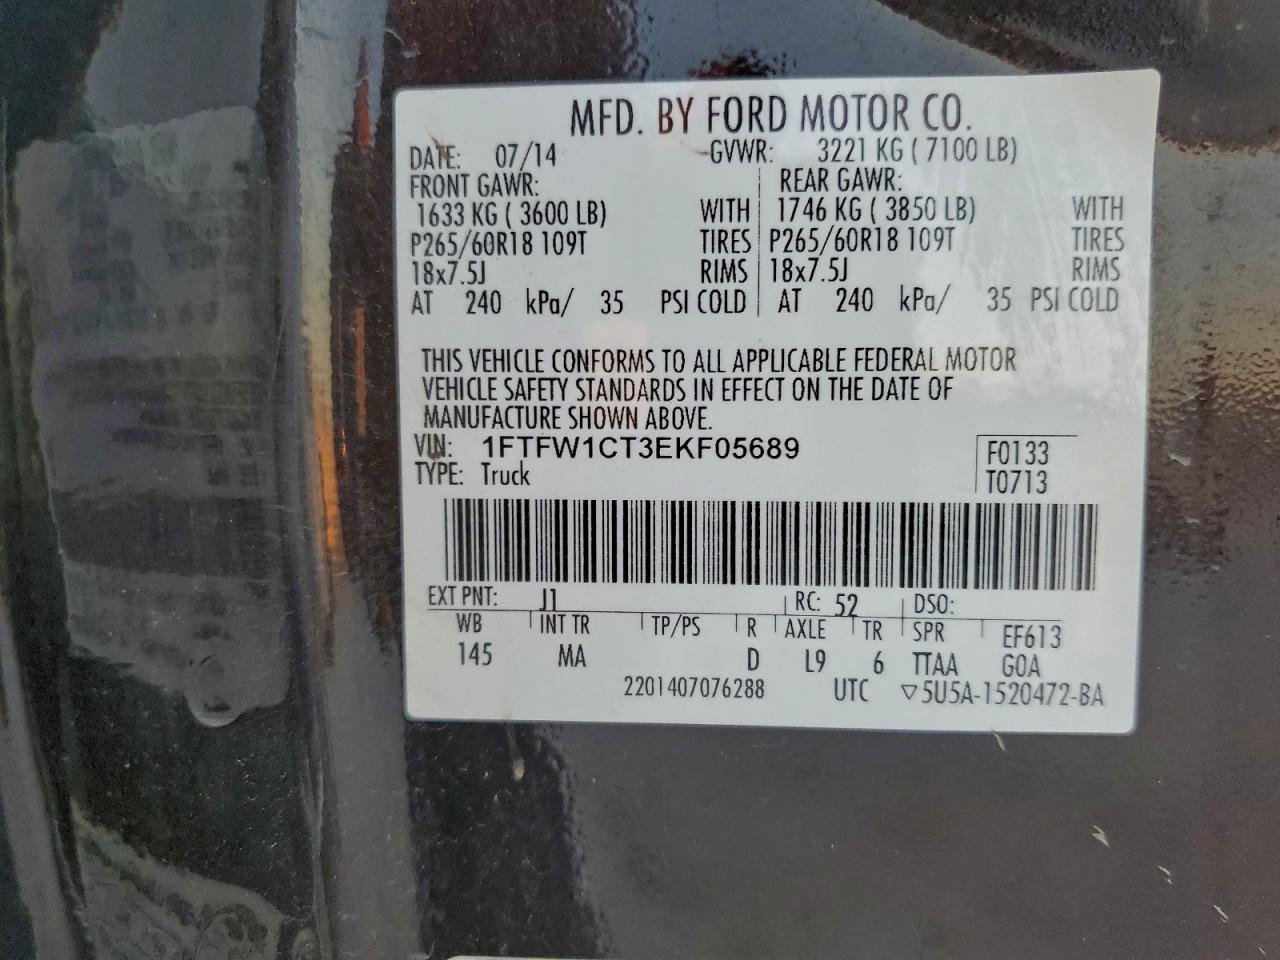 MFD. BY FORD MOTOR CO.
DATE: 07/14 GVWR: 3221 KG ( 7100 LB)
FRONT GAWR: REAR GAWR:
1633 KG ( 3600 LB) WITH 1746 KG ( 3850 LB) WITH
P265/60R18 109T TIRES P265/60R18 109T TIRES
18x7.5J RIMS 18x7.5J RIMS
AT 240 kPa/ 35 PSI COLD AT 240 kPa/ 35 PSI COLD
THIS VEHICLE CONFORMS TO ALL APPLICABLE FEDERAL MOTOR
VEHICLE SAFETY STANDARDS IN EFFECT ON THE DATE OF
MANUFACTURE SHOWN ABOVE.
VIN: 1FTFW1CT3EKF05689 F0133
TYPE: Truck T0713
EXT PNT: J1 RC: 52 DSO:
WB INT TR TP/PS R AXLE TR SPR EF613
145 MA D L9 6 TTAA GOA
2201407076288 UTC ▽5U5A-1520472-BA